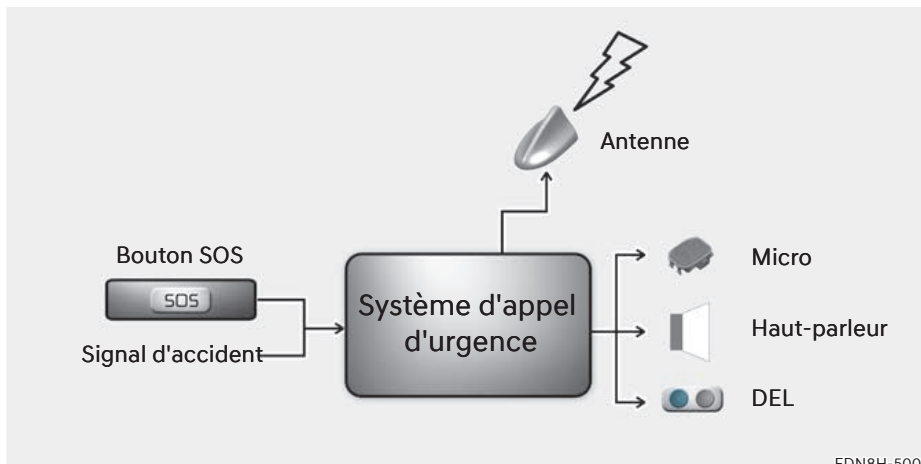 Antenne
Bouton SOS
SOS
Signal d'accident
Système d'appel
d'urgence
Micro
Haut-parleur
DEL